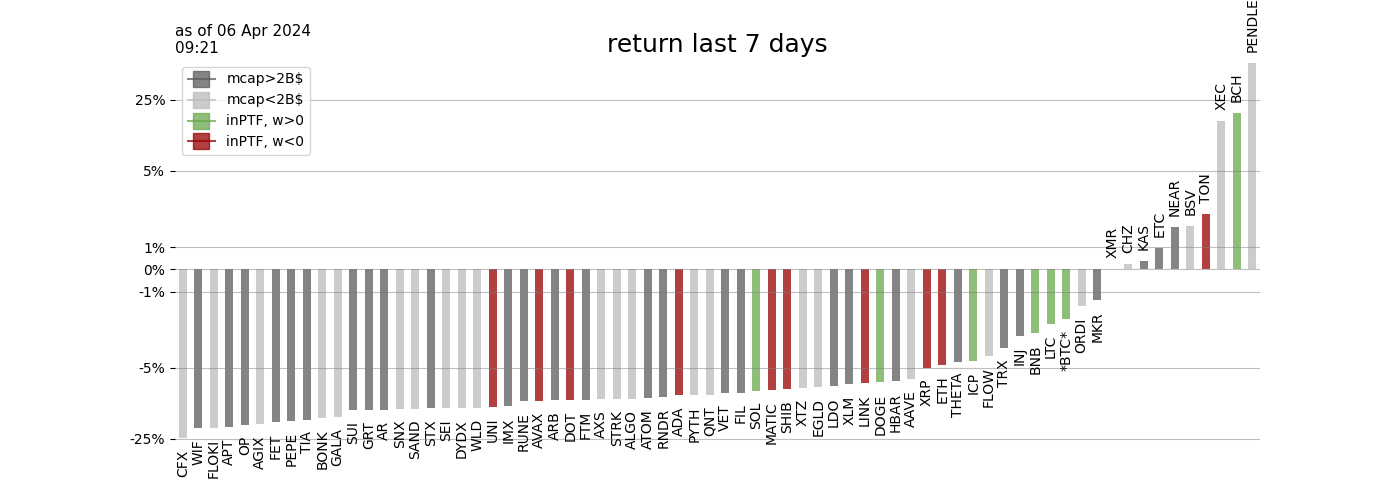 as of 06 Apr 2024
09:21
return last 7 days
mcap>2B$
mcap<2B$
inPTF, w>0
inPTF, w<0
25%
5%
1%
0%
-1%
-5%
-25%
CFX
WIF
FLOKI
APT
OP
AGIX
FET
PEPE
TIA
BONK
GALA
SUI
GRT
AR
SNX
SAND
STX
SEI
DYDX
WLD
UNI
IMX
RUNE
AVAX
ARB
DOT
FTM
AXS
STRK
ALGO
ATOM
RNDR
ADA
PYTH
QNT
VET
FIL
SOL
MATIC
SHIB
XTZ
EGLD
LDO
XLM
LINK
DOGE
HBAR
AAVE
XRP
ETH
THETA
ICP
FLOW
TRX
INJ
BNB
LTC
*BTC*
ORDI
MKR
XMR
CHZ
KAS
ETC
NEAR
BSV
TON
XEC
BCH
PENDLE